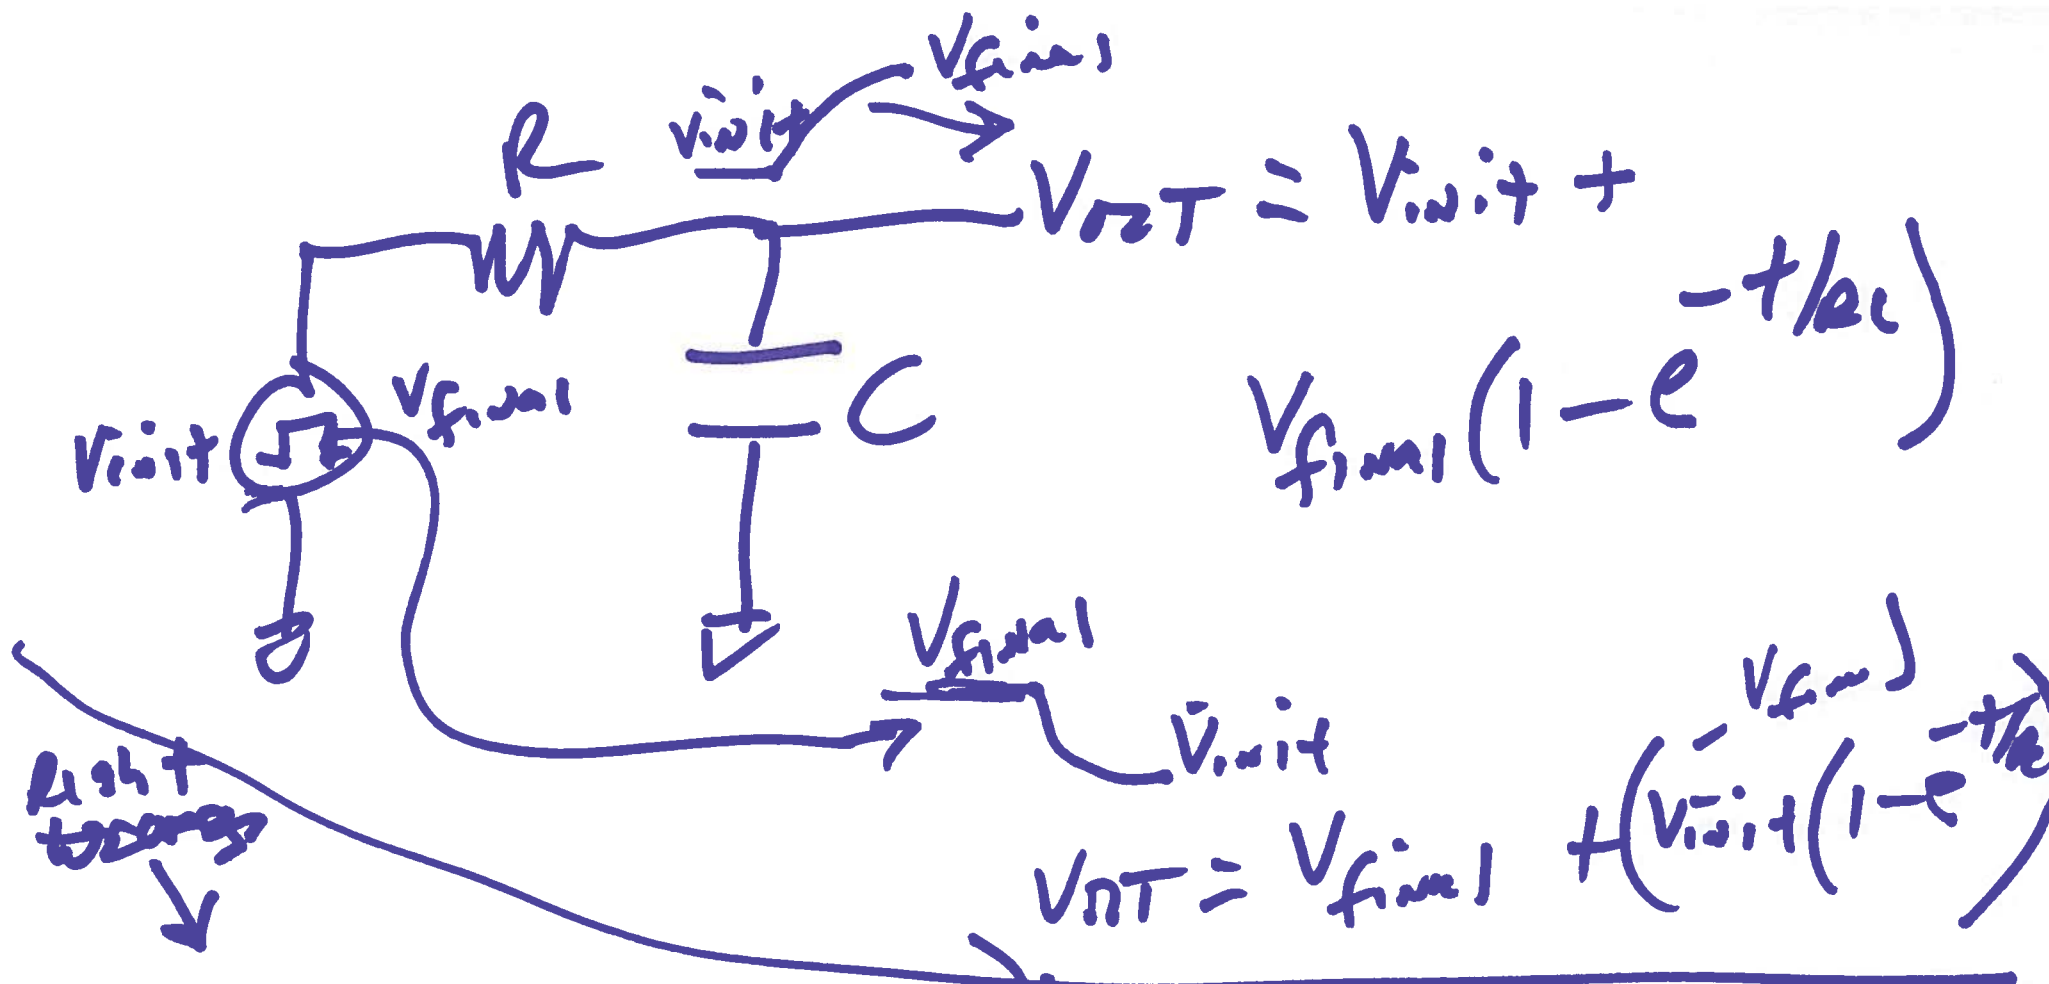 Vfinal
Vinit
R
VOUT = Vinit +
Vfinal (1 - e^-t/RC)
Vinit
Vfinal
C
Vfinal
Vinit
VOUT = Vfinal + (Vinit - Vfinal (1 - e^-t/RC)
Right